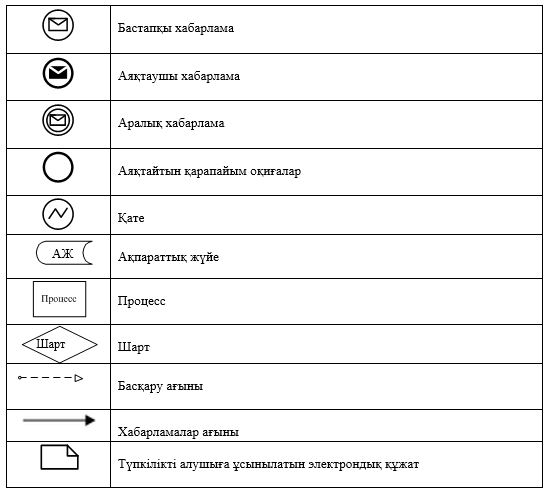 Бастапқы хабарлама
Аяқтаушы хабарлама
Аралық хабарлама
Аяқтайтын қарапайым оқиғалар
Қате
АЖ
Ақпараттық жүйе
Процесс
Процесс
Шарт
Шарт
Басқару ағыны
Хабарламалар ағыны
Түпкілікті алушыға ұсынылатын электрондық құжат